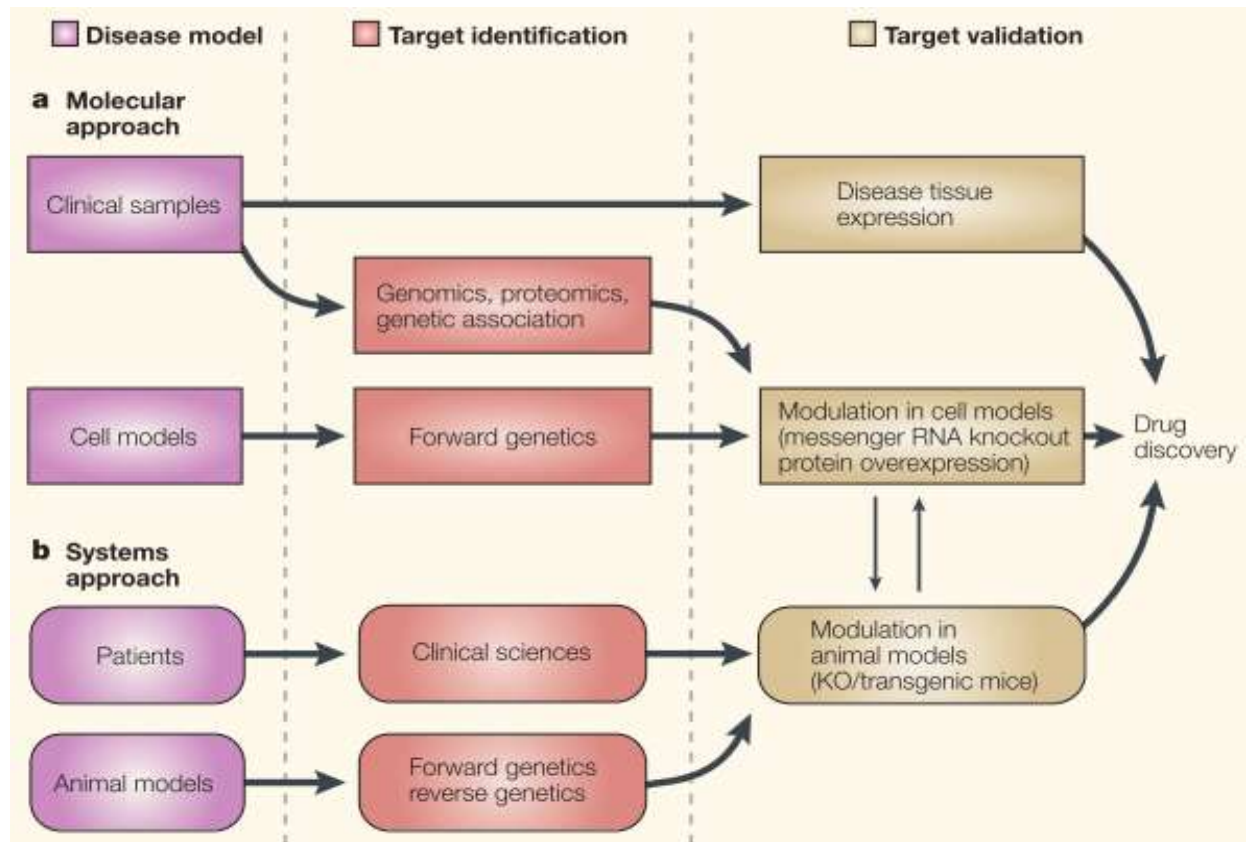 Disease model
Target identification
Target validation
a Molecular
approach
Clinical samples
Disease tissue
expression
Genomics, proteomics,
genetic association
Cell models
Forward genetics
Modulation in cell models
(messenger RNA knockout
protein overexpression)
Drug
discovery
b Systems
approach
Patients
Clinical sciences
Modulation in
animal models
(KO/transgenic mice)
Animal models
Forward genetics
reverse genetics